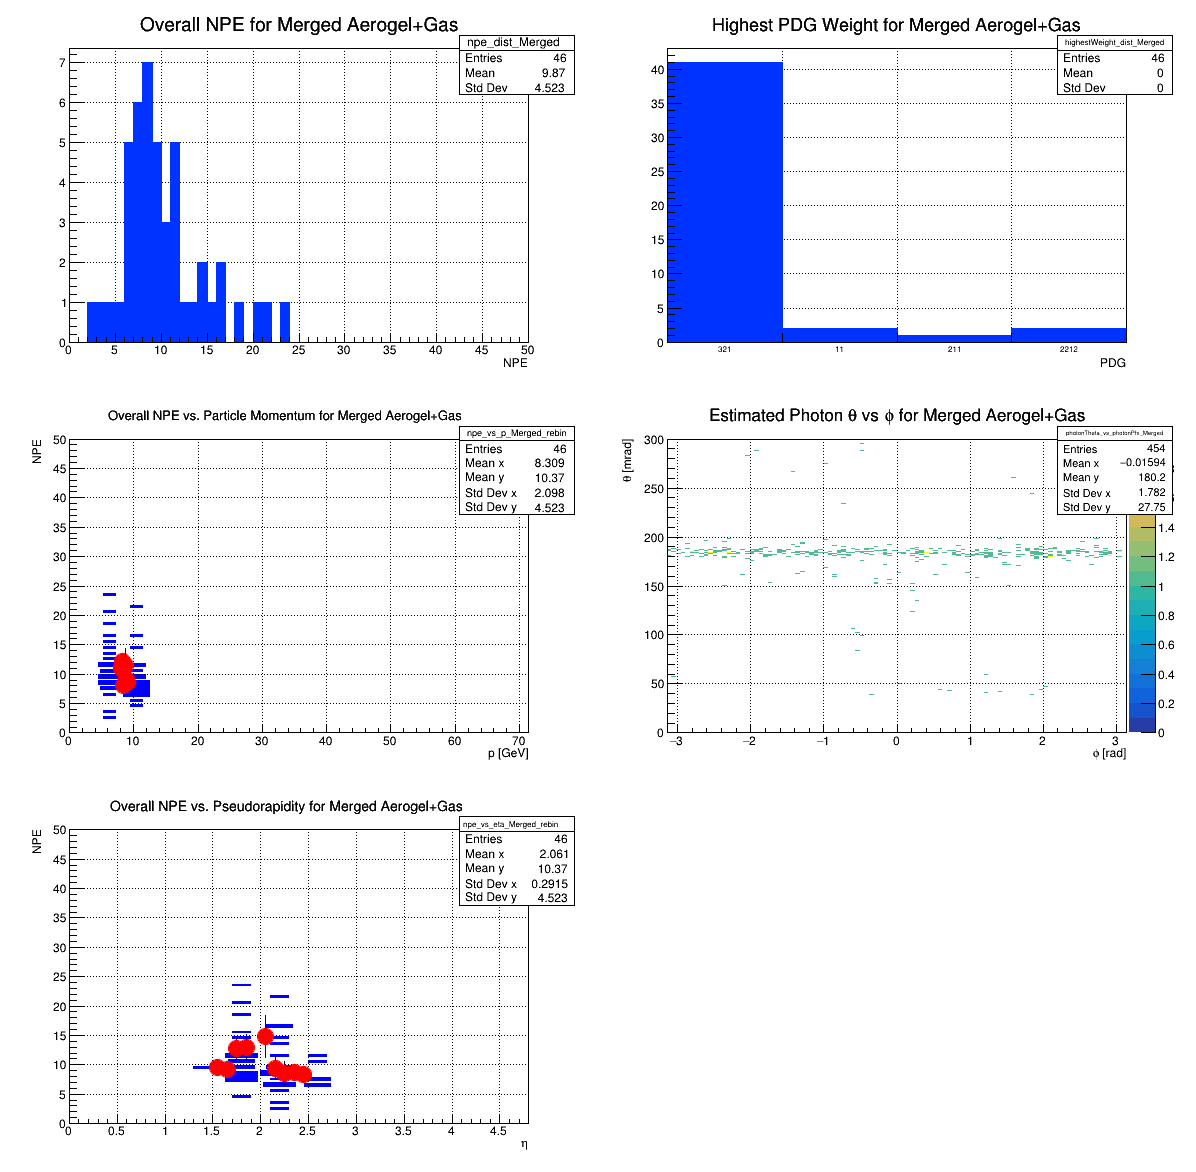 Overall NPE for Merged Aerogel+Gas
npe_dist_Merged
Entries 46
Mean 9.87
Std Dev 4.523
7
6
5
4
3
2
1
0
0 5 10 15 20 25 30 35 40 45 50
NPE
Highest PDG Weight for Merged Aerogel+Gas
highestWeight_dist_Merged
Entries 46
Mean 0
Std Dev 0
40
35
30
25
20
15
10
5
0
321 11 211 2212
PDG
Overall NPE vs. Particle Momentum for Merged Aerogel+Gas
npe_vs_p_Merged_rebin
Entries 46
Mean x 8.309
Mean y 10.37
Std Dev x 2.098
Std Dev y 4.523
NPE
50
45
40
35
30
25
20
15
10
5
0
0 10 20 30 40 50 60 70
p [GeV]
Estimated Photon θ vs ϕ for Merged Aerogel+Gas
photonTheta_vs_photonPhi_Merged
Entries 454
Mean x −0.01594
Mean y 180.2
Std Dev x 1.782
Std Dev y 27.75
θ [mrad]
300
250
200
150
100
50
0
−3 −2 −1 0 1 2 3
ϕ [rad]
1.4
1.2
1
0.8
0.6
0.4
0.2
0
Overall NPE vs. Pseudorapidity for Merged Aerogel+Gas
npe_vs_eta_Merged_rebin
Entries 46
Mean x 2.061
Mean y 10.37
Std Dev x 0.2915
Std Dev y 4.523
NPE
50
45
40
35
30
25
20
15
10
5
0
0 0.5 1 1.5 2 2.5 3 3.5 4 4.5
η